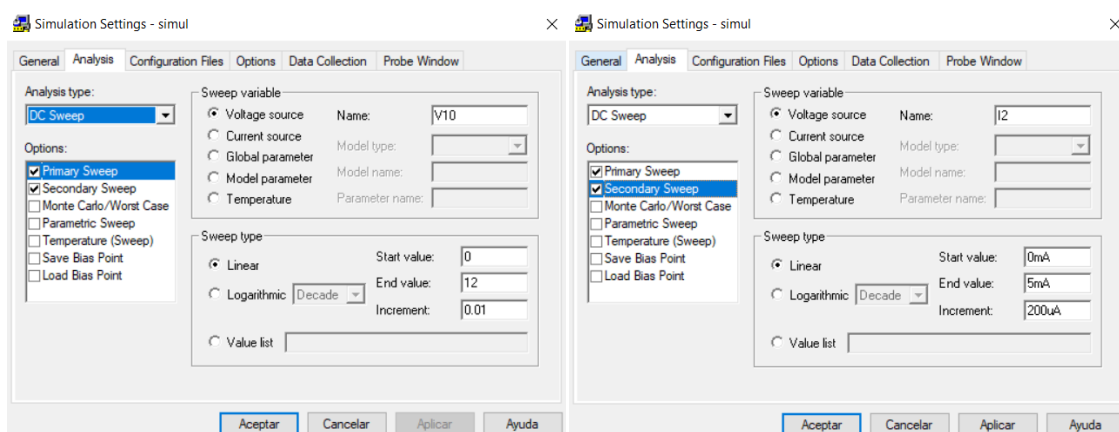 Simulation Settings - simul
General Analysis Configuration Files Options Data Collection Probe Window
Analysis type:
DC Sweep
Options:
Primary Sweep
Secondary Sweep
Monte Carlo/Worst Case
Parametric Sweep
Temperature (Sweep)
Save Bias Point
Load Bias Point
Sweep variable
Voltage source
Current source
Global parameter
Model parameter
Temperature
Name: V10
Model type:
Model name:
Parameter name:
Sweep type
Linear
Logarithmic Decade
Start value: 0
End value: 12
Increment: 0.01
Value list
Aceptar Cancelar Aplicar Ayuda
Simulation Settings - simul
General Analysis Configuration Files Options Data Collection Probe Window
Analysis type:
DC Sweep
Options:
Primary Sweep
Secondary Sweep
Monte Carlo/Worst Case
Parametric Sweep
Temperature (Sweep)
Save Bias Point
Load Bias Point
Sweep variable
Voltage source
Current source
Global parameter
Model parameter
Temperature
Name: I2
Model type:
Model name:
Parameter name:
Sweep type
Linear
Logarithmic Decade
Start value: 0mA
End value: 5mA
Increment: 200uA
Value list
Aceptar Cancelar Aplicar Ayuda